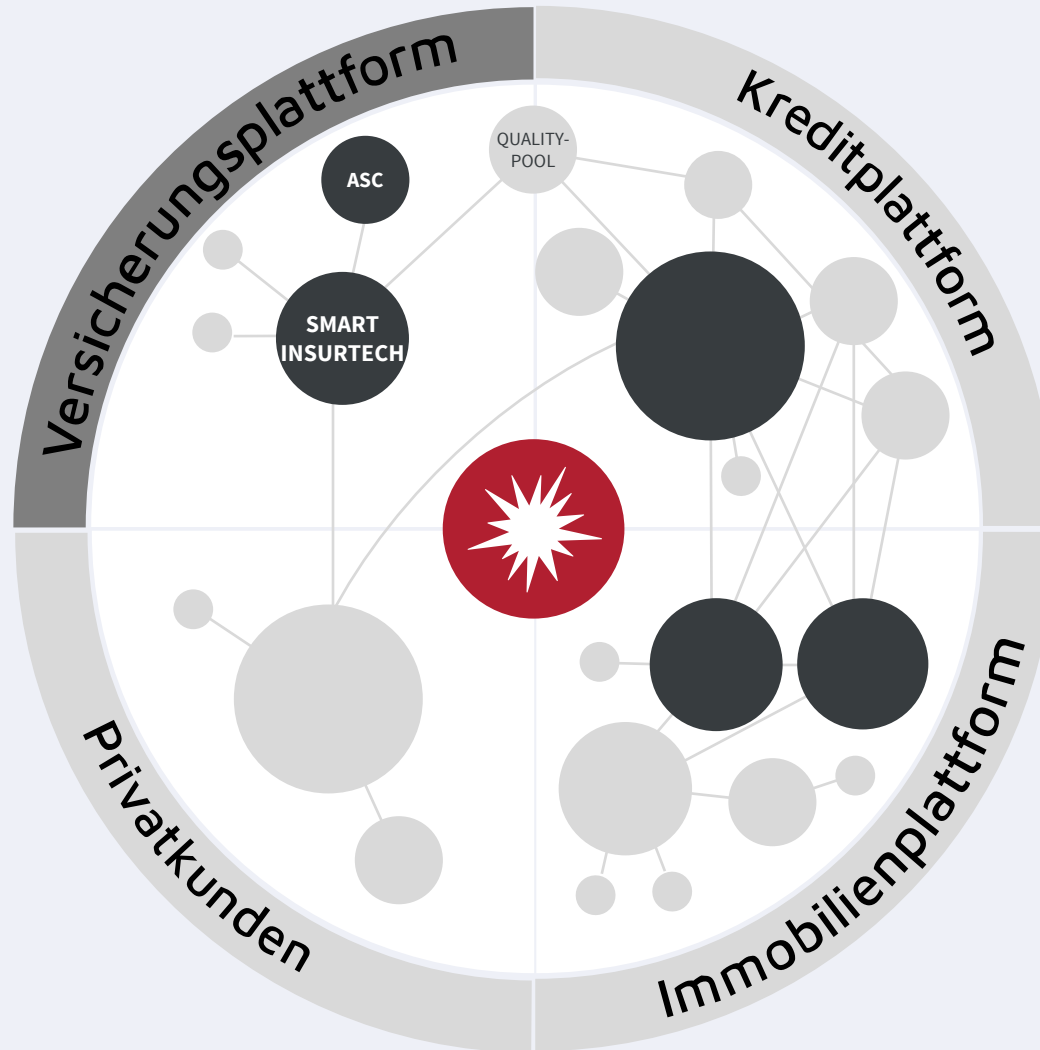 Versicherungsplattform
Kreditplattform
QUALITY-
POOL
ASC
SMART
INSURTECH
Privatkunden
Immobilienplattform